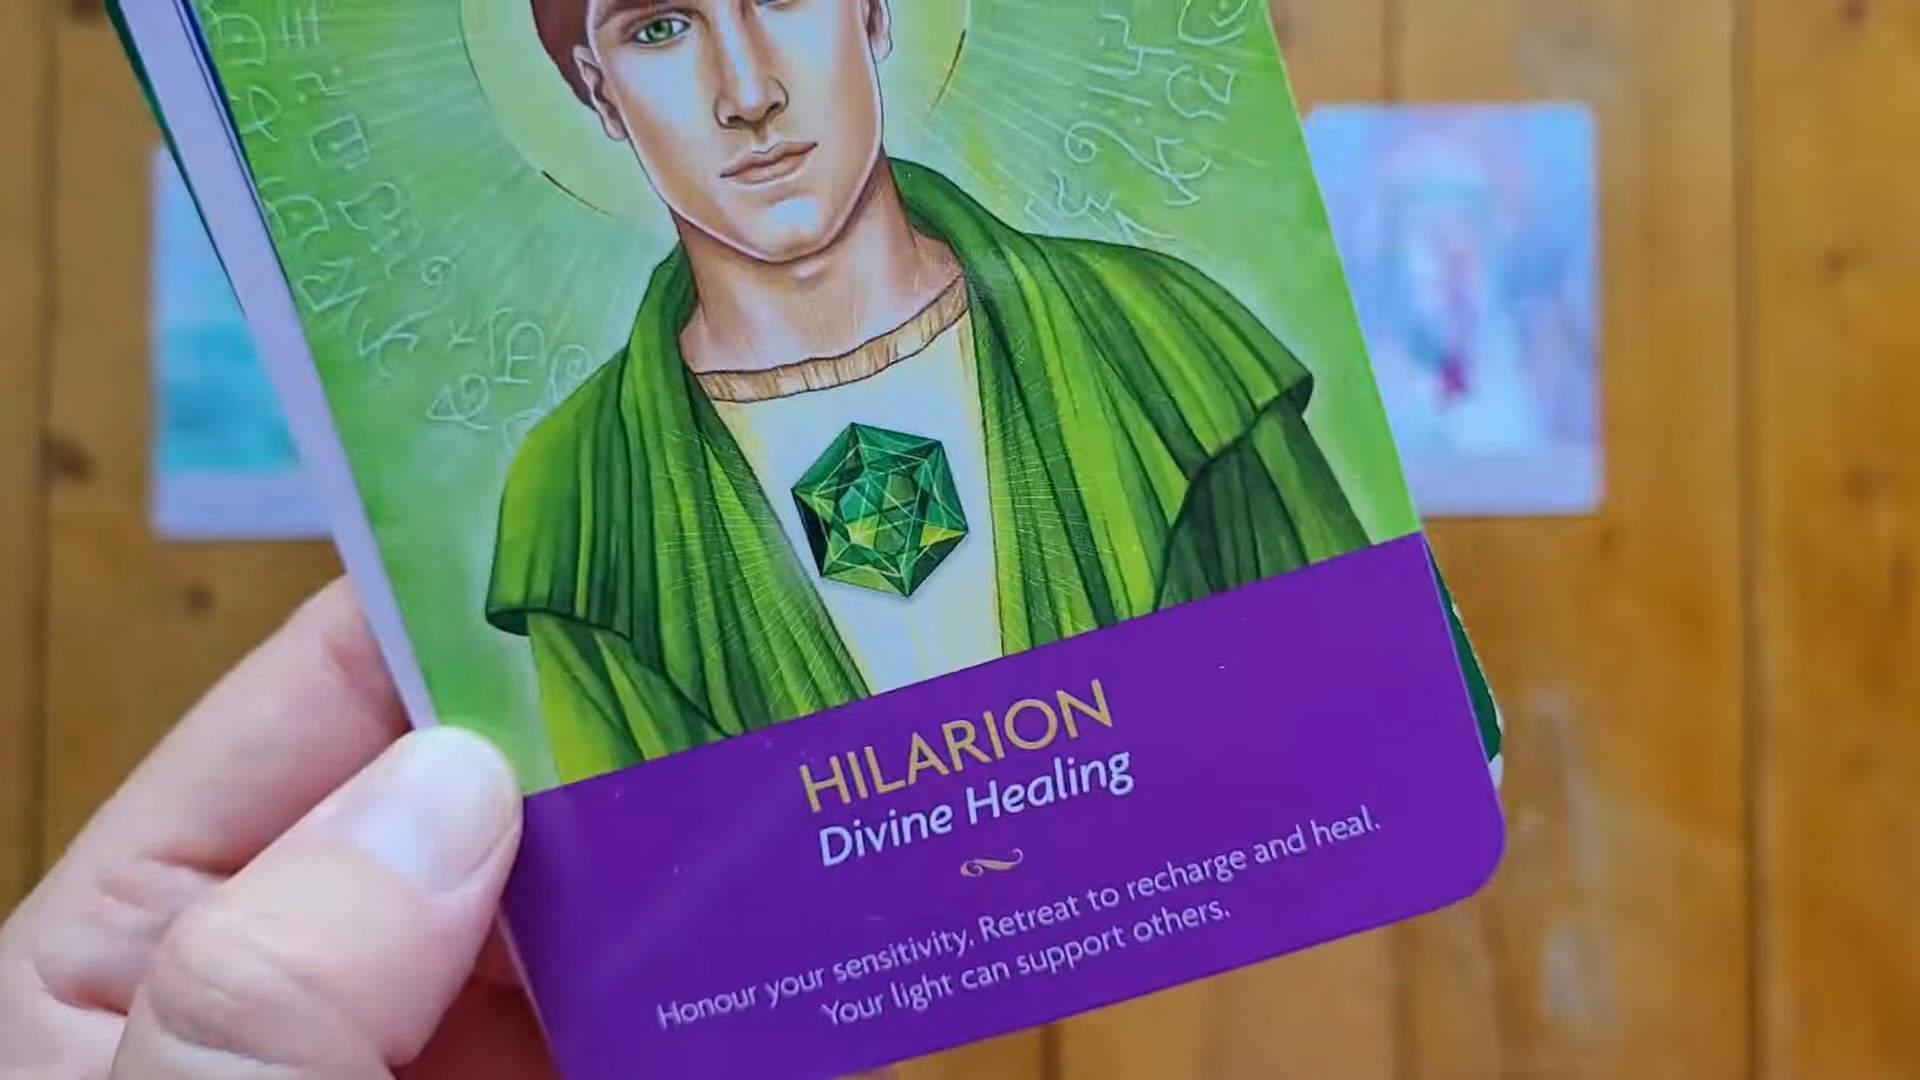 HILARION
Divine Healing
Honour your sensitivity. Retreat to recharge and heal.
Your light can support others.